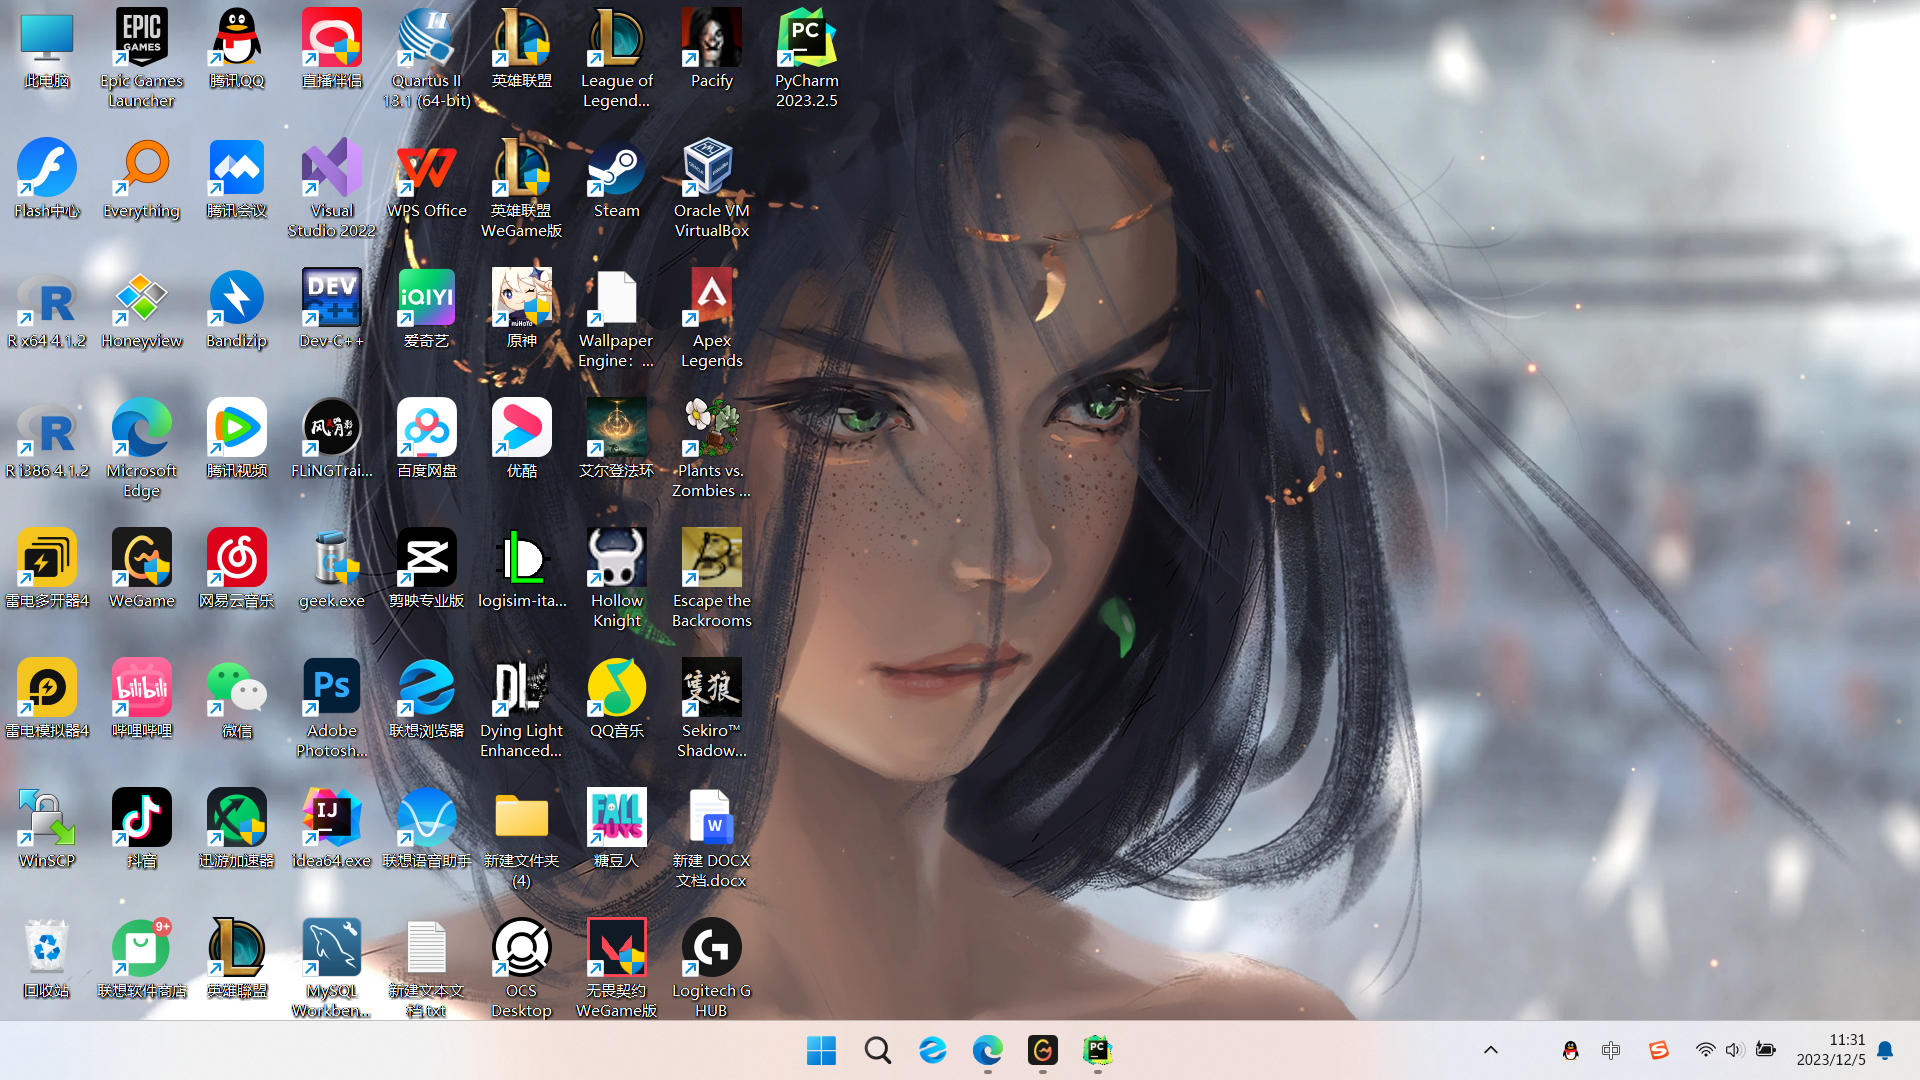 此电脑
Epic Games
Launcher
腾讯QQ
直播伴侣
Quartus II
13.1 (64-bit)
英雄联盟
League of
Legend...
Pacify
PyCharm
2023.2.5
Flash中心
Everything
腾讯会议
Visual
Studio 2022
WPS Office
英雄联盟
WeGame版
Steam
Oracle VM
VirtualBox
R x64 4.1.2
Honeyview
Bandizip
Dev-C++
爱奇艺
原神
Wallpaper
Engine： ...
Apex
Legends
R i386 4.1.2
Microsoft
Edge
腾讯视频
FLiNGTrai...
百度网盘
优酷
艾尔登法环
Plants vs.
Zombies ...
雷电多开器4
WeGame
网易云音乐
geek.exe
剪映专业版
logisim-ita...
Hollow
Knight
Escape the
Backrooms
雷电模拟器4
哔哩哔哩
微信
Adobe
Photosh...
联想浏览器
Dying Light
Enhanced...
QQ音乐
Sekiro™
Shadow...
WinSCP
抖音
迅游加速器
idea64.exe
联想语音助手
新建文件夹
(4)
糖豆人
新建 DOCX
文档.docx
回收站
联想软件商店
英雄聯盟
MySQL
Workben...
新建文本文
档.txt
OCS
Desktop
无畏契约
WeGame版
Logitech G
HUB
中
11:31
2023/12/5